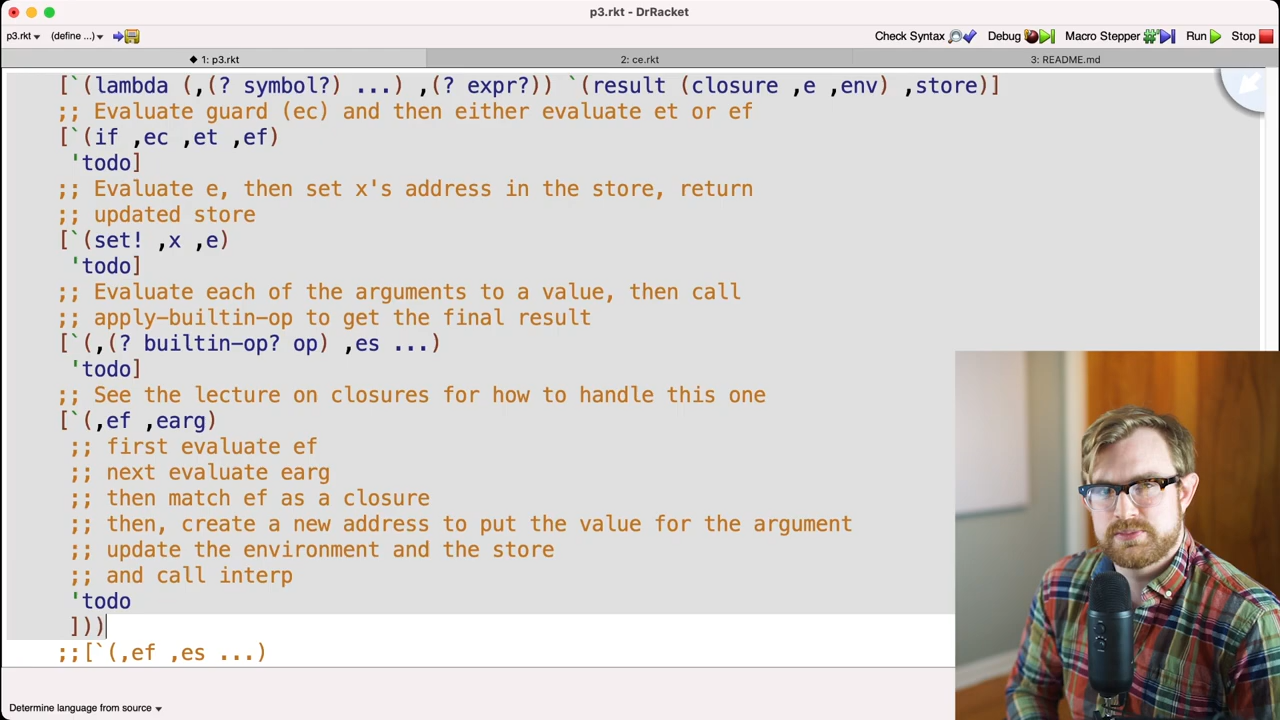 p3.rkt - DrRacket
p3.rkt (define ...) Check Syntax Debug Macro Stepper Run Stop
1: p3.rkt 2: ce.rkt 3: README.md
[`(lambda (,(? symbol?) ...) ,(? expr?)) `(result (closure ,e ,env) ,store)]
;; Evaluate guard (ec) and then either evaluate et or ef
[`(if ,ec ,et ,ef)
'todo]
;; Evaluate e, then set x's address in the store, return
;; updated store
[`(set! ,x ,e)
'todo]
;; Evaluate each of the arguments to a value, then call
;; apply-builtin-op to get the final result
[`(,(? builtin-op? op) ,es ...)
'todo]
;; See the lecture on closures for how to handle this one
[`(,ef ,earg)
;; first evaluate ef
;; next evaluate earg
;; then match ef as a closure
;; then, create a new address to put the value for the argument
;; update the environment and the store
;; and call interp
'todo
]))
;;[`(,ef ,es ...)
Determine language from source